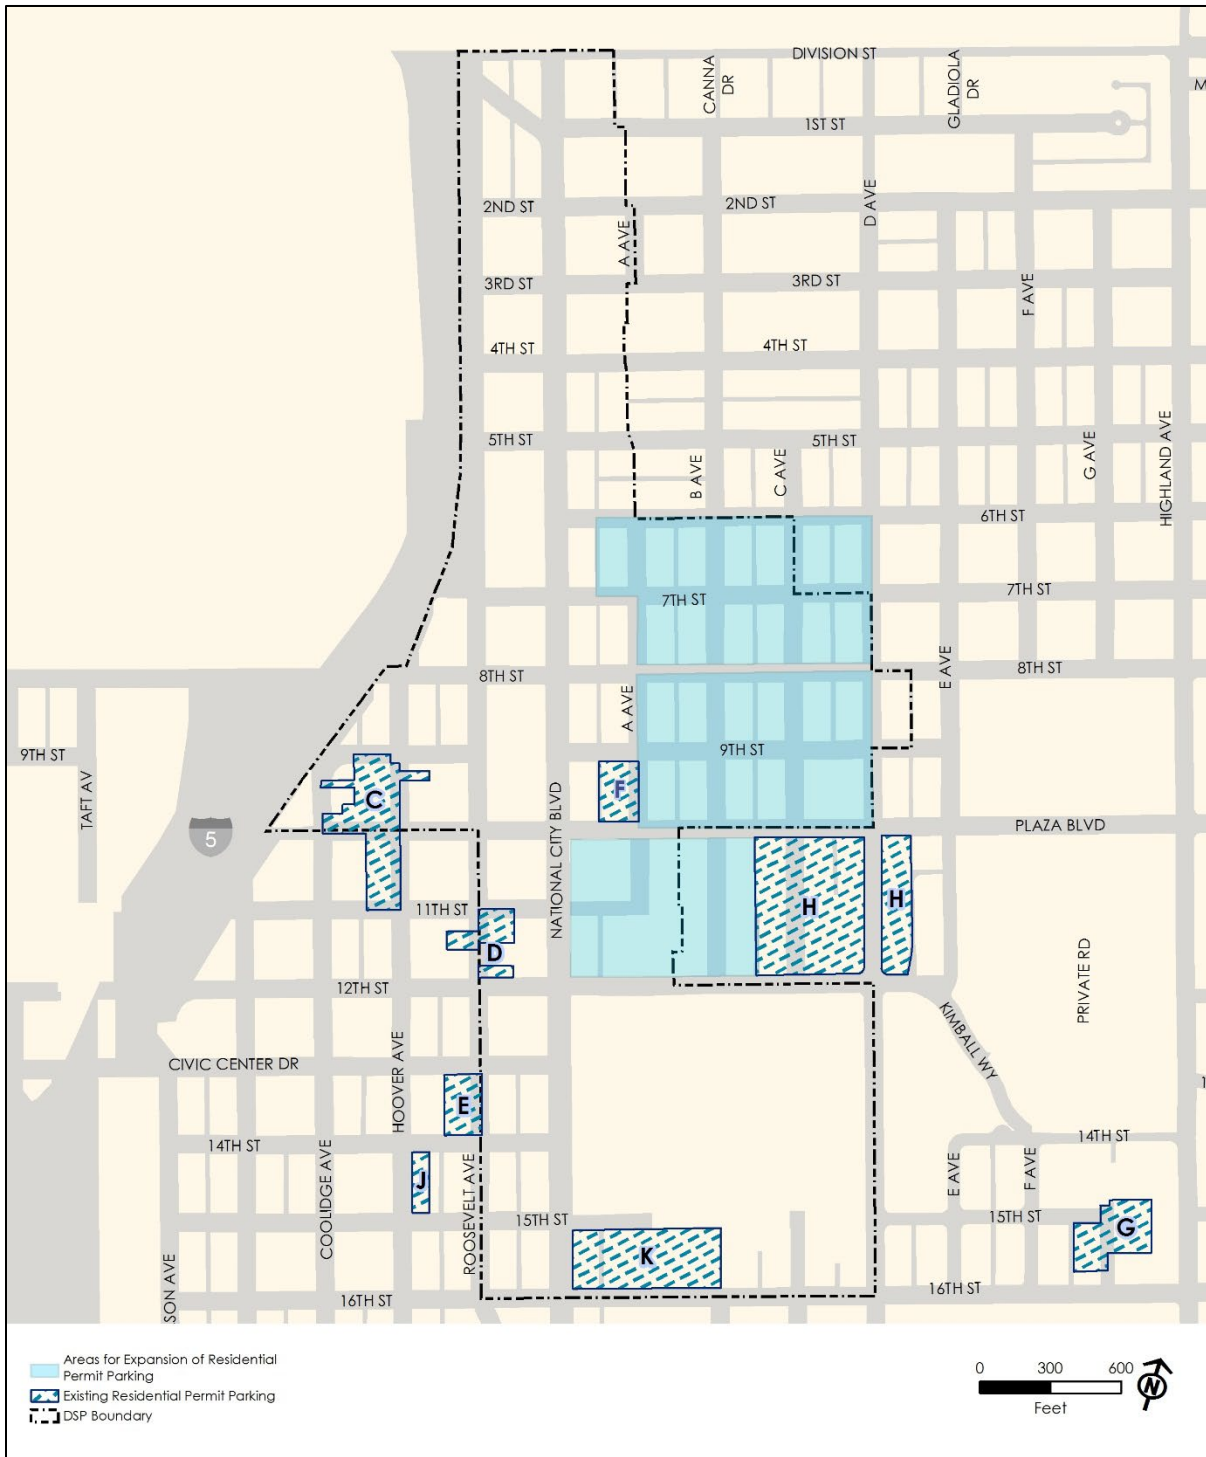 DIVISION ST
CANNA
DR
GLADIOLA
DR
M
1ST ST
D AVE
2ND ST
2ND ST
A AVE
3RD ST
3RD ST
F AVE
4TH ST
4TH ST
5TH ST
5TH ST
B AVE
C AVE
G AVE
HIGHLAND AVE
6TH ST
7TH ST
7TH ST
8TH ST
E AVE
8TH ST
A AVE
9TH ST
9TH ST
TAFT AV
C
F
NATIONAL CITY BLVD
PLAZA BLVD
5
11TH ST
H
H
D
12TH ST
PRIVATE RD
KIMBALL WY
CIVIC CENTER DR
HOOVER AVE
E
14TH ST
14TH ST
COOLIDGE AVE
J
ROOSEVELT AVE
E AVE
F AVE
15TH ST
15TH ST
G
K
SON AVE
16TH ST
16TH ST
1
Areas for Expansion of Residential
Permit Parking
Existing Residential Permit Parking
DSP Boundary
0 300 600
Feet
N